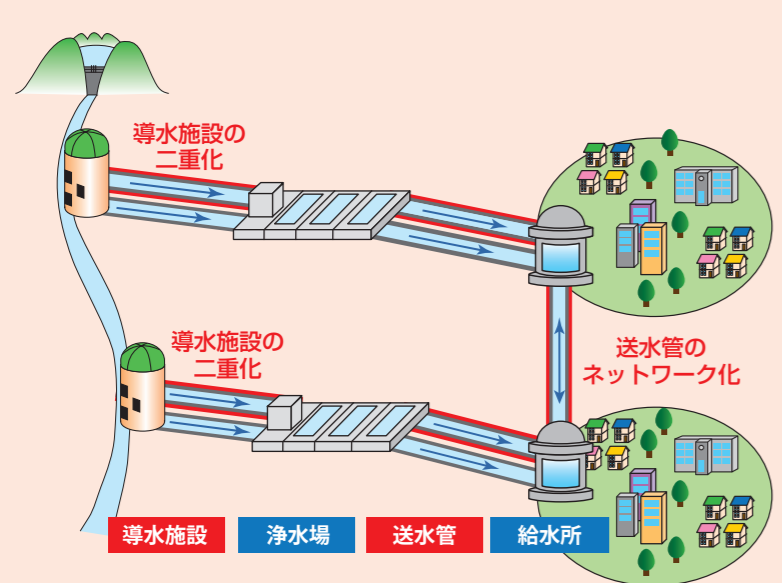 導水施設の
二重化
導水施設の
二重化
送水管の
ネットワーク化
導水施設
浄水場
送水管
給水所